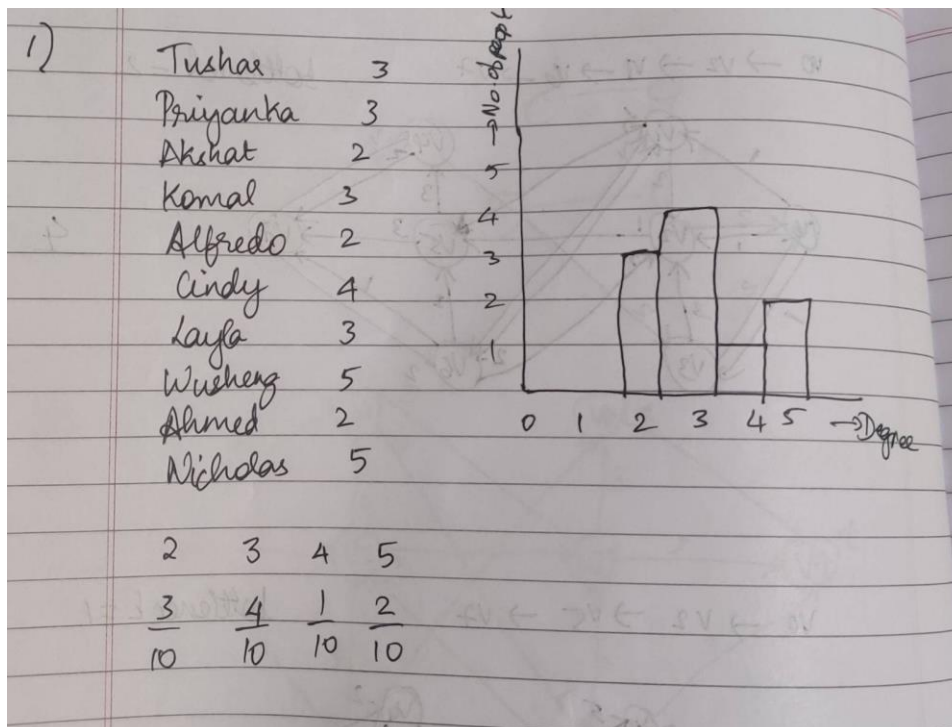 1)
Tushar 3
Priyanka 3
Akshat 2
Komal 3
Alfredo 2
Cindy 4
Layla 3
Wusheng 5
Ahmed 2
Nicholas 5
→No. of people
5
4
3
2
1
0 1 2 3 4 5 →Degree
2 3 4 5
3/10 4/10 1/10 2/10